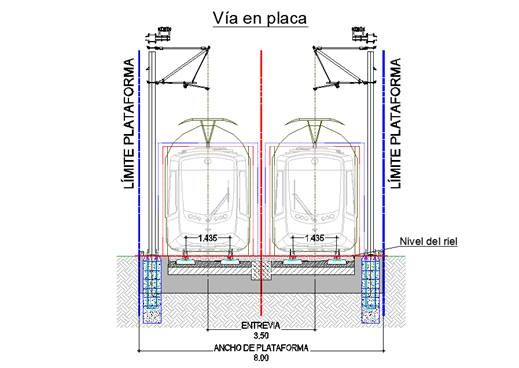 Vía en placa
LÍMITE PLATAFORMA
LÍMITE PLATAFORMA
1.435
1.435
Nivel del riel
ENTREVIA
3.50
ANCHO DE PLATAFORMA
8.00